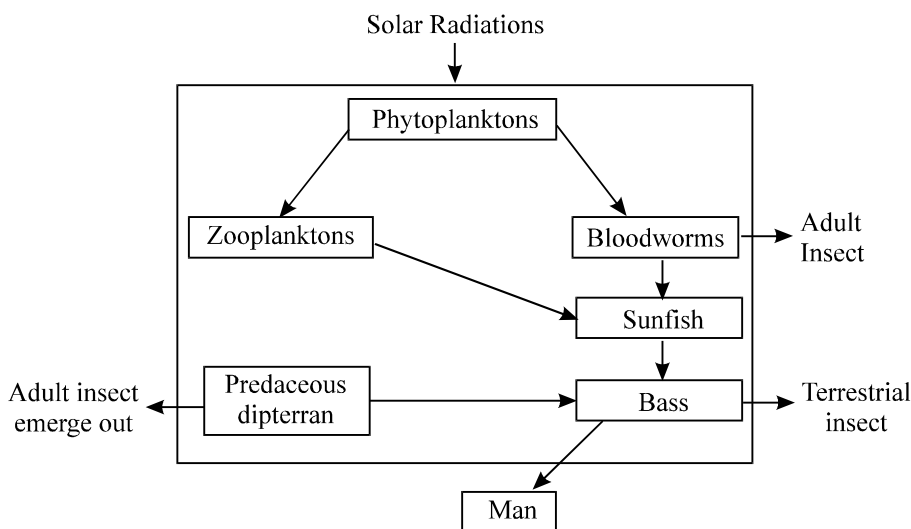 Solar Radiations
Phytoplanktons
Zooplanktons
Bloodworms
Adult
Insect
Sunfish
Adult insect
emerge out
Predaceous
dipterran
Bass
Terrestrial
insect
Man